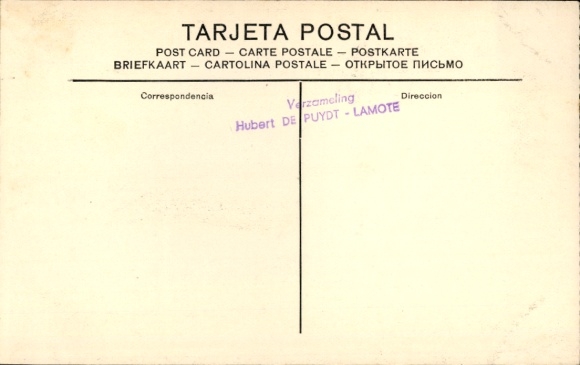 TARJETA POSTAL
POST CARD — CARTE POSTALE — POSTKARTE
BRIEFKAART — CARTOLINA POSTALE — ОТКРЫТОЕ ПИСЬМО
Correspondencia
Direccion
Verzameling
Hubert DE PUYDT - LAMOTE